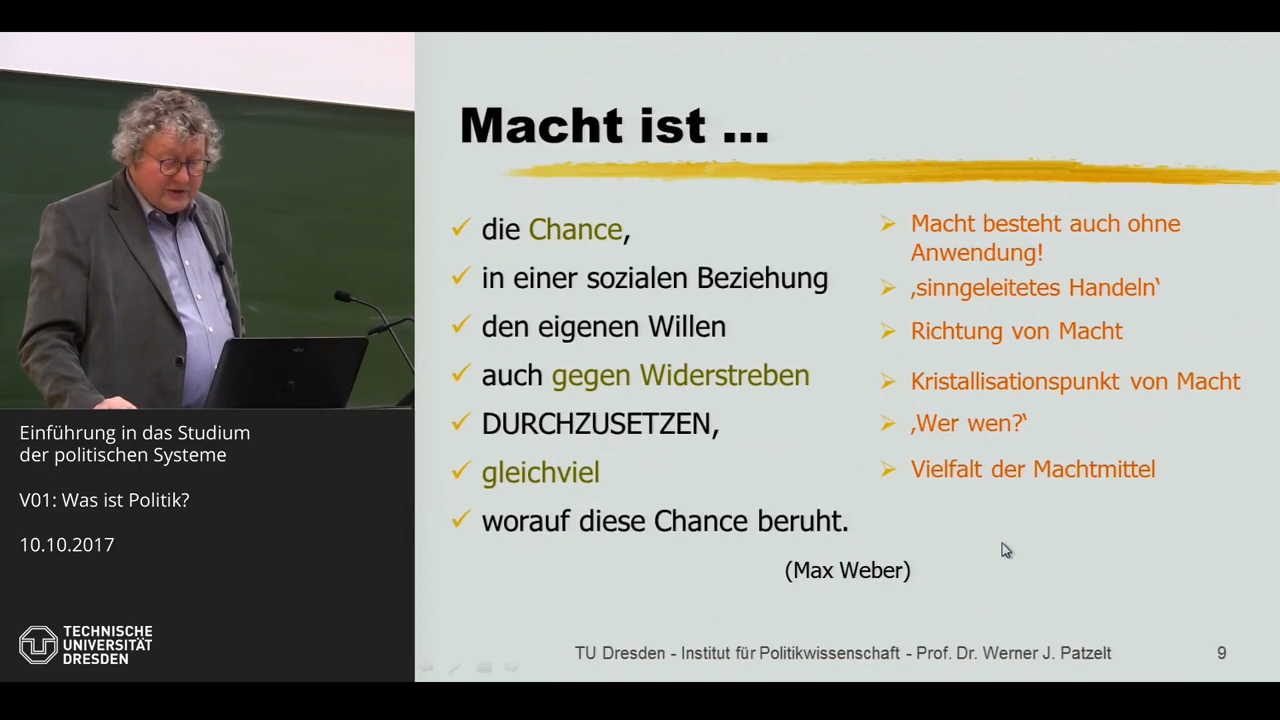 Macht ist ...
die Chance,
in einer sozialen Beziehung
den eigenen Willen
auch gegen Widerstreben
DURCHZUSETZEN,
gleichviel
worauf diese Chance beruht.
(Max Weber)
Macht besteht auch ohne
Anwendung!
‚sinngeleitetes Handeln‘
Richtung von Macht
Kristallisationspunkt von Macht
‚Wer wen?‘
Vielfalt der Machtmittel
TU Dresden - Institut für Politikwissenschaft - Prof. Dr. Werner J. Patzelt
9
Einführung in das Studium
der politischen Systeme
V01: Was ist Politik?
10.10.2017
TECHNISCHE
UNIVERSITÄT
DRESDEN